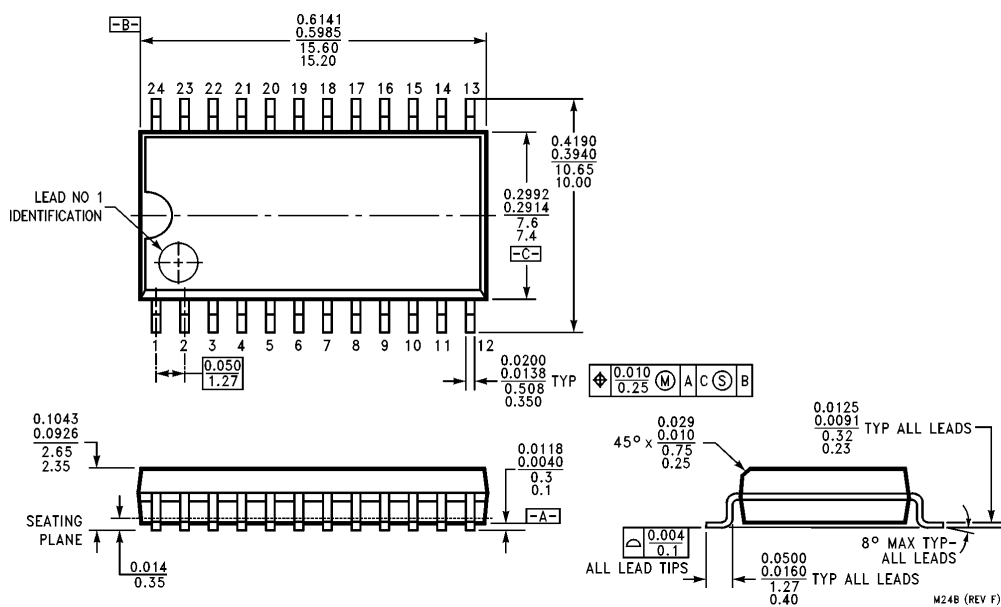 -B-
0.6141
0.5985
15.60
15.20
24 23 22 21 20 19 18 17 16 15 14 13
0.4190
0.3940
10.65
10.00
LEAD NO 1
IDENTIFICATION
0.2992
0.2914
7.6
7.4
-C-
1 2 3 4 5 6 7 8 9 10 11 12
0.050
1.27
0.0200
0.0138 TYP
0.508
0.350
⌖ 0.010 Ⓜ A C Ⓢ B
0.25
0.1043
0.0926
2.65
2.35
0.0118
0.0040
0.3
0.1
-A-
SEATING
PLANE
0.014
0.35
0.029
45° x 0.010
0.75
0.25
0.0125
0.0091 TYP ALL LEADS
0.32
0.23
⌓ 0.004
0.1
ALL LEAD TIPS
0.0500
0.0160 TYP ALL LEADS
1.27
0.40
8° MAX TYP-
ALL LEADS
M24B (REV F)